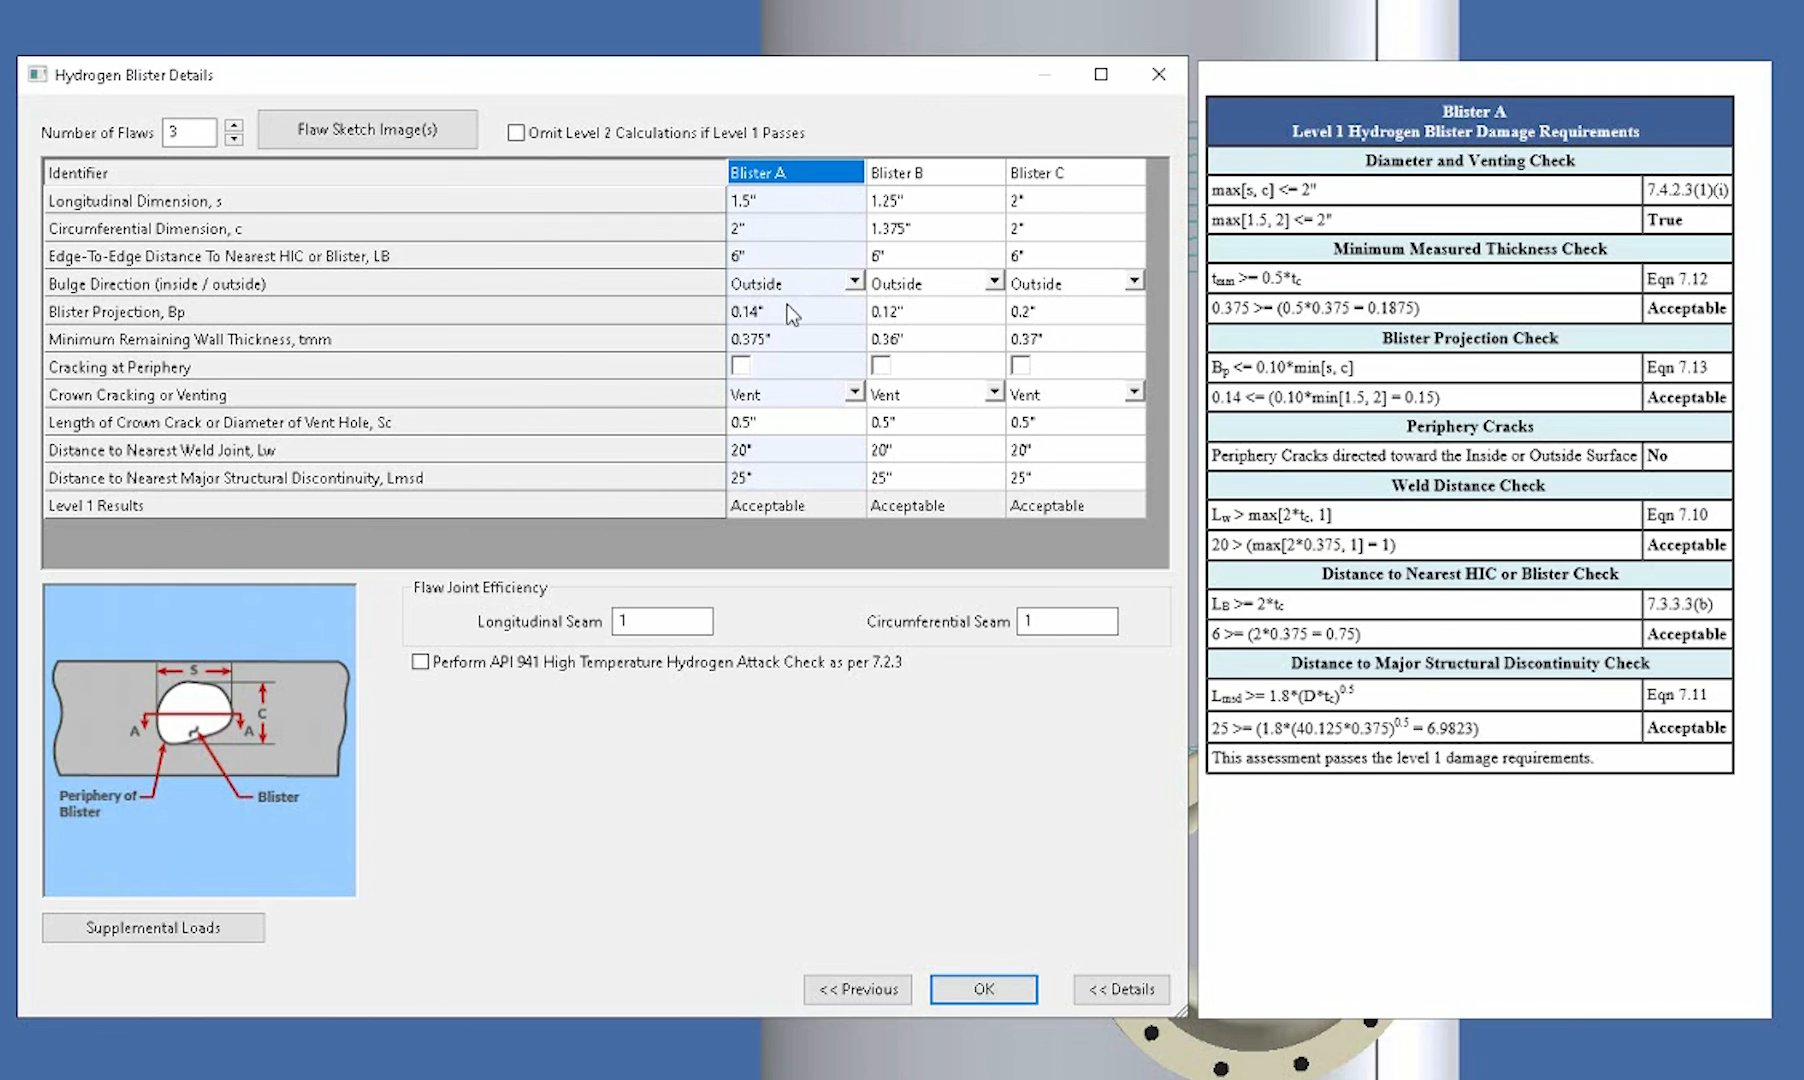 Hydrogen Blister Details
Number of Flaws 3 Flaw Sketch Image(s) Omit Level 2 Calculations if Level 1 Passes
Identifier Blister A Blister B Blister C
Longitudinal Dimension, s 1.5" 1.25" 2"
Circumferential Dimension, c 2" 1.375" 2"
Edge-To-Edge Distance To Nearest HIC or Blister, LB 6" 6" 6"
Bulge Direction (inside / outside) Outside Outside Outside
Blister Projection, Bp 0.14" 0.12" 0.2"
Minimum Remaining Wall Thickness, tmm 0.375" 0.36" 0.37"
Cracking at Periphery
Crown Cracking or Venting Vent Vent Vent
Length of Crown Crack or Diameter of Vent Hole, Sc 0.5" 0.5" 0.5"
Distance to Nearest Weld Joint, Lw 20" 20" 20"
Distance to Nearest Major Structural Discontinuity, Lmsd 25" 25" 25"
Level 1 Results Acceptable Acceptable Acceptable
Flaw Joint Efficiency
Longitudinal Seam 1 Circumferential Seam 1
Perform API 941 High Temperature Hydrogen Attack Check as per 7.2.3
S
C
A A
Periphery of
Blister
Blister
Supplemental Loads
<< Previous OK << Details
Blister A
Level 1 Hydrogen Blister Damage Requirements
Diameter and Venting Check
max[s, c] <= 2" 7.4.2.3(1)(i)
max[1.5, 2] <= 2" True
Minimum Measured Thickness Check
tmm >= 0.5*tc Eqn 7.12
0.375 >= (0.5*0.375 = 0.1875) Acceptable
Blister Projection Check
Bp <= 0.10*min[s, c] Eqn 7.13
0.14 <= (0.10*min[1.5, 2] = 0.15) Acceptable
Periphery Cracks
Periphery Cracks directed toward the Inside or Outside Surface No
Weld Distance Check
Lw > max[2*tc, 1] Eqn 7.10
20 > (max[2*0.375, 1] = 1) Acceptable
Distance to Nearest HIC or Blister Check
LB >= 2*tc 7.3.3.3(b)
6 >= (2*0.375 = 0.75) Acceptable
Distance to Major Structural Discontinuity Check
Lmsd >= 1.8*(D*tc)^0.5 Eqn 7.11
25 >= (1.8*(40.125*0.375)^0.5 = 6.9823) Acceptable
This assessment passes the level 1 damage requirements.